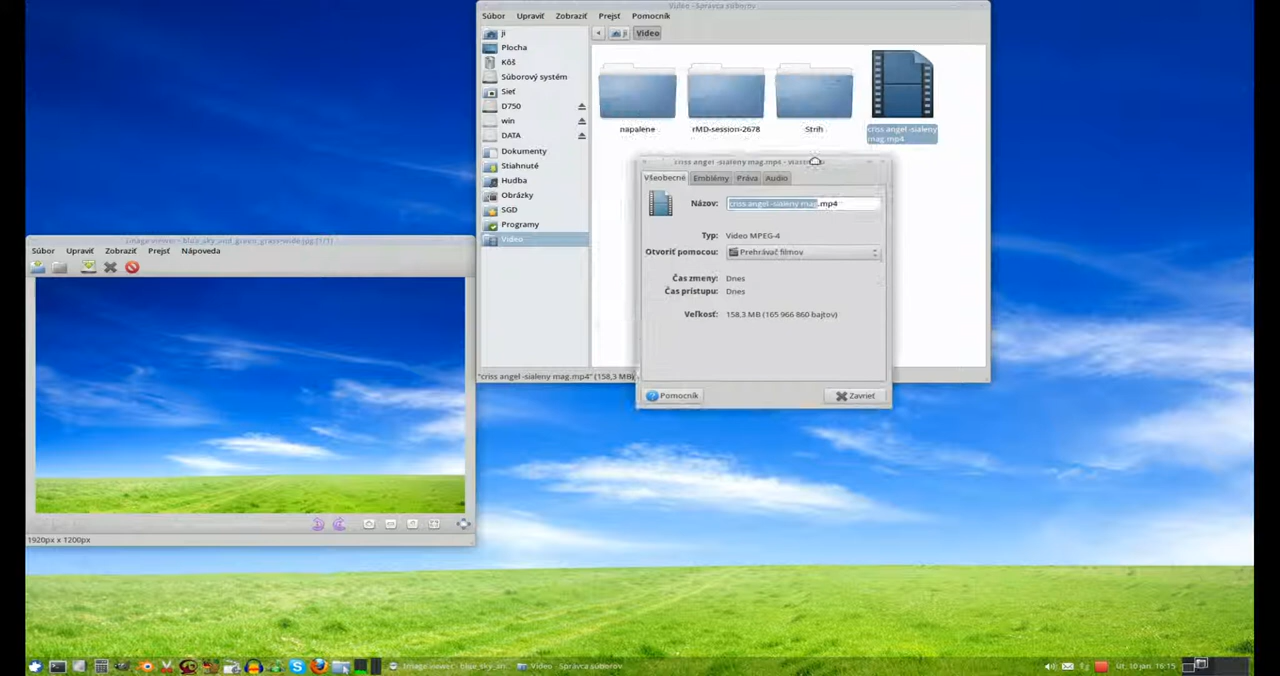 Video - Správca súborov
Súbor Upraviť Zobraziť Prejsť Pomocník
ji Video
ji
Plocha
Kôš
Súborový systém
Sieť
D750
win
DATA
Dokumenty
Stiahnuté
Hudba
Obrázky
SGD
Programy
Video
napalene rMD-session-2678 Strih criss angel -sialeny mag.mp4
"criss angel -sialeny mag.mp4" (158,3 MB)
criss angel -sialeny mag.mp4 -
Všeobecné Emblémy Práva Audio
Názov: criss angel -sialeny mag.mp4
Typ: Video MPEG-4
Otvoriť pomocou: Prehrávač filmov
Čas zmeny: Dnes
Čas prístupu: Dnes
Veľkosť: 158.3 MB (165 966 860 bajtov)
Pomocník Zavrieť
Image viewer - blue_sky_and_green_grass-wide.jpg [1/1]
Súbor Upraviť Zobraziť Prejsť Nápoveda
1920px x 1200px
Image viewer - blue_sky_an... Video - Správca súborov Ut, 10 jan, 16:15